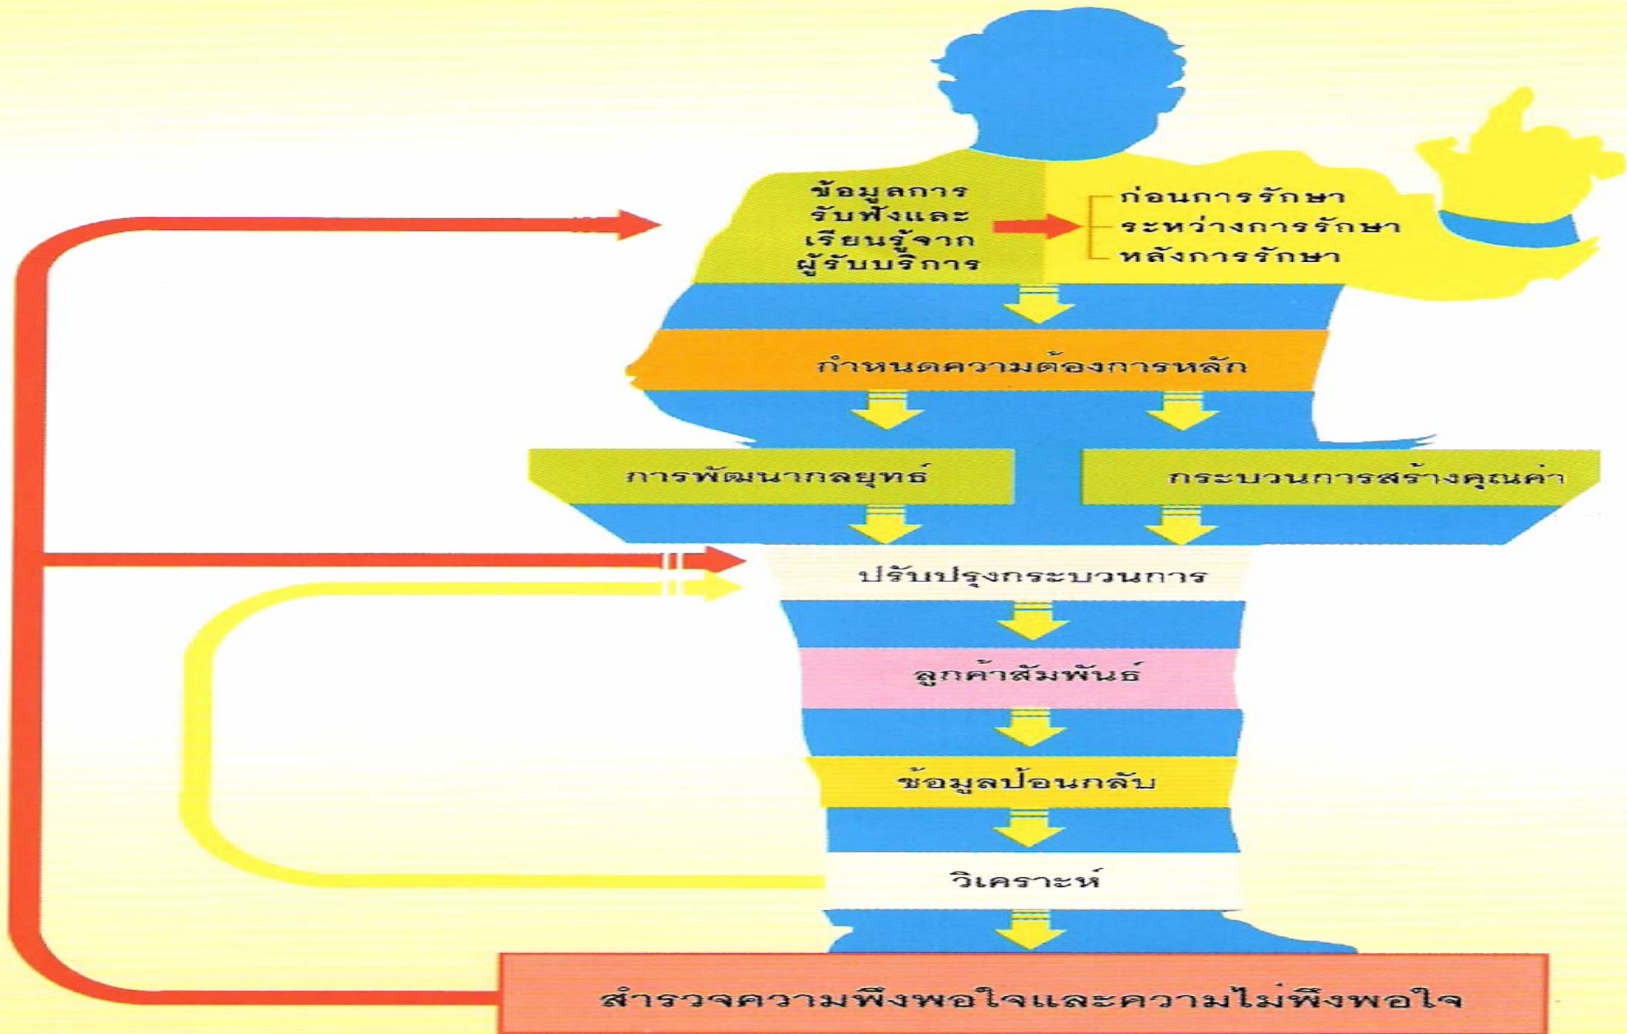 ข้อมูลการ
รับฟังและ
เรียนรู้จาก
ผู้รับบริการ
ก่อนการรักษา
ระหว่างการรักษา
หลังการรักษา
กำหนดความต้องการหลัก
การพัฒนากลยุทธ์
กระบวนการสร้างคุณค่า
ปรับปรุงกระบวนการ
ลูกค้าสัมพันธ์
ข้อมูลป้อนกลับ
วิเคราะห์
สำรวจความพึงพอใจและความไม่พึงพอใจ